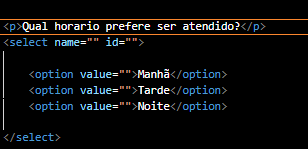 <p>Qual horario prefere ser atendido?</p>
<select name="" id="">
<option value="">Manhã</option>
<option value="">Tarde</option>
<option value="">Noite</option>
</select>